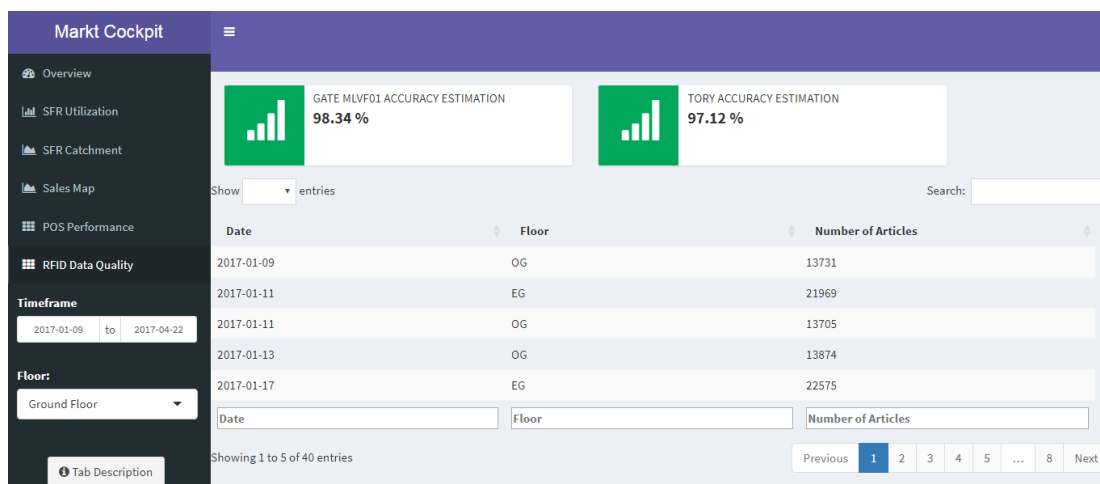 Markt Cockpit
Overview
SFR Utilization
SFR Catchment
Sales Map
POS Performance
RFID Data Quality
Timeframe
2017-01-09 to 2017-04-22
Floor:
Ground Floor
Tab Description
GATE MLVF01 ACCURACY ESTIMATION
98.34 %
TORY ACCURACY ESTIMATION
97.12 %
Show entries
Search:
Date Floor Number of Articles
2017-01-09 OG 13731
2017-01-11 EG 21969
2017-01-11 OG 13705
2017-01-13 OG 13874
2017-01-17 EG 22575
Date Floor Number of Articles
Showing 1 to 5 of 40 entries
Previous 1 2 3 4 5 ... 8 Next